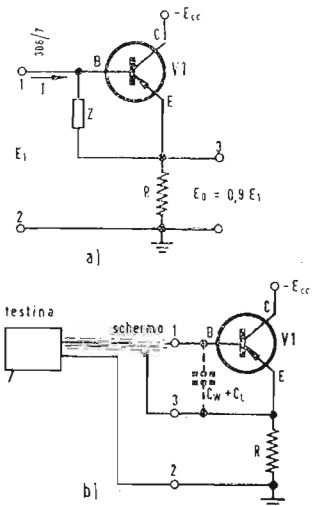 -Ecc
C
306/7
B
V1
1
I
E
Z
E1
3
R
E0 = 0,9 E1
2
a)
-Ecc
testina
C
schermo
1
B
V1
E
CW + CL
3
R
2
b)